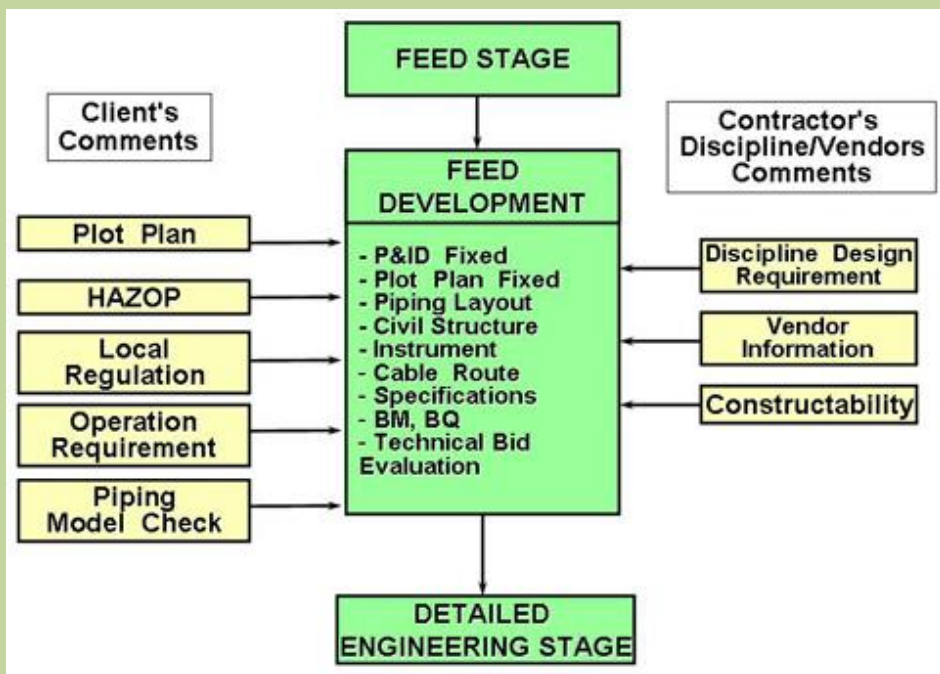 FEED STAGE
Client's
Comments
Contractor's
Discipline/Vendors
Comments
FEED
DEVELOPMENT
Plot Plan
HAZOP
Local
Regulation
Operation
Requirement
Piping
Model Check
- P&ID Fixed
- Plot Plan Fixed
- Piping Layout
- Civil Structure
- Instrument
- Cable Route
- Specifications
- BM, BQ
- Technical Bid
Evaluation
Discipline Design
Requirement
Vendor
Information
Constructability
DETAILED
ENGINEERING STAGE